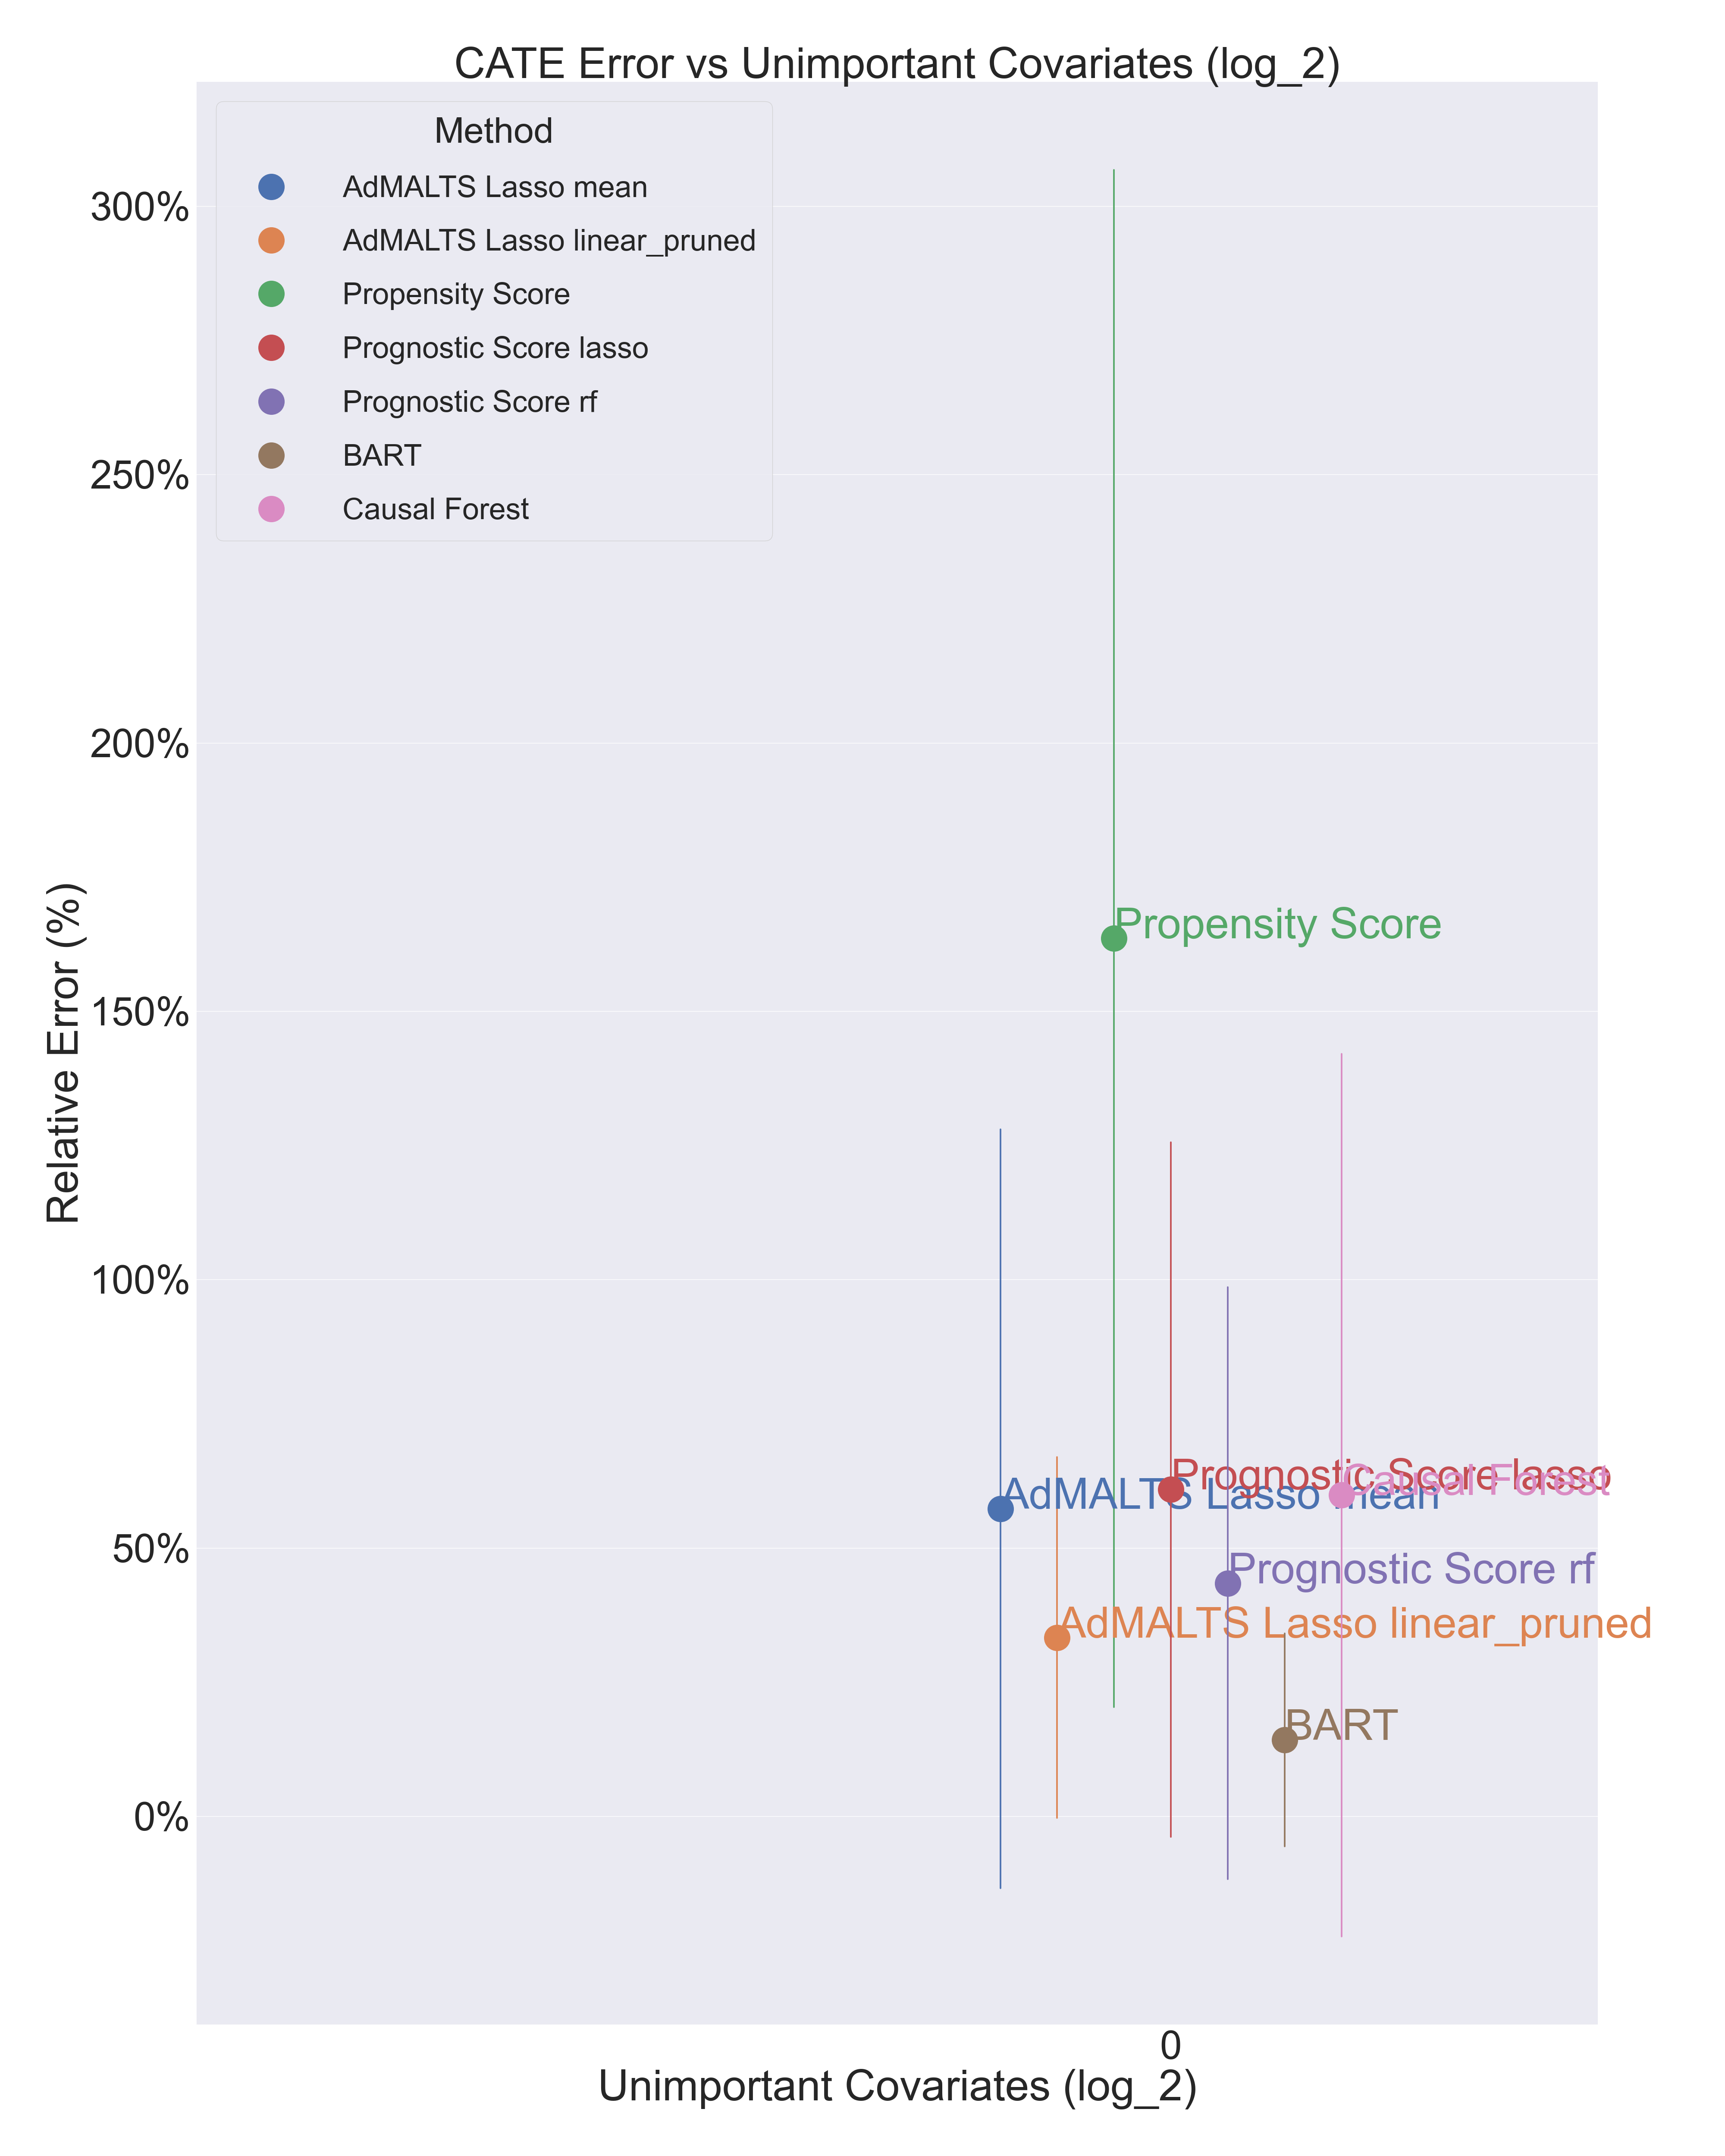 CATE Error vs Unimportant Covariates (log_2)
Method
AdMALTS Lasso mean
AdMALTS Lasso linear_pruned
Propensity Score
Prognostic Score lasso
Prognostic Score rf
BART
Causal Forest
300%
250%
200%
150%
100%
50%
0%
Relative Error (%)
Propensity Score
Prognostic Score lasso
Causal Forest
AdMALTS Lasso mean
Prognostic Score rf
AdMALTS Lasso linear_pruned
BART
0
Unimportant Covariates (log_2)